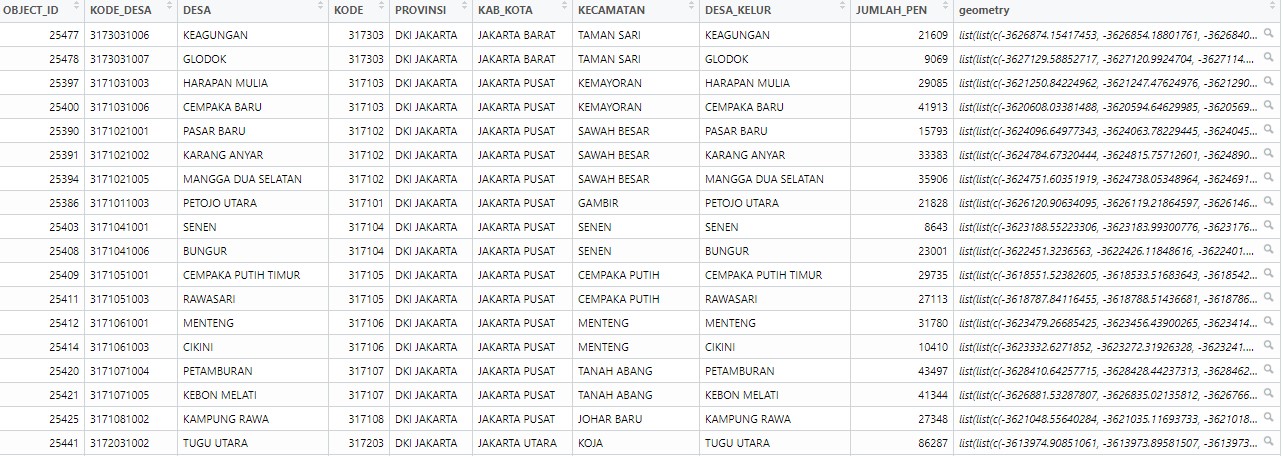 OBJECT_ID KODE_DESA DESA KODE PROVINSI KAB_KOTA KECAMATAN DESA_KELUR JUMLAH_PEN geometry
25477 3173031006 KEAGUNGAN 317303 DKI JAKARTA JAKARTA BARAT TAMAN SARI KEAGUNGAN 21609 list(list(c(-3626874.15417453, -3626854.18801761, -3626840...
25478 3173031007 GLODOK 317303 DKI JAKARTA JAKARTA BARAT TAMAN SARI GLODOK 9069 list(list(c(-3627129.58852717, -3627120.9924704, -3627114....
25397 3171031003 HARAPAN MULIA 317103 DKI JAKARTA JAKARTA PUSAT KEMAYORAN HARAPAN MULIA 29085 list(list(c(-3621250.84224962, -3621247.47624976, -3621290...
25400 3171031006 CEMPAKA BARU 317103 DKI JAKARTA JAKARTA PUSAT KEMAYORAN CEMPAKA BARU 41913 list(list(c(-3620608.03381488, -3620594.64629985, -3620569...
25390 3171021001 PASAR BARU 317102 DKI JAKARTA JAKARTA PUSAT SAWAH BESAR PASAR BARU 15793 list(list(c(-3624096.64977343, -3624063.78229445, -3624045...
25391 3171021002 KARANG ANYAR 317102 DKI JAKARTA JAKARTA PUSAT SAWAH BESAR KARANG ANYAR 33383 list(list(c(-3624784.67320444, -3624815.75712601, -3624890...
25394 3171021005 MANGGA DUA SELATAN 317102 DKI JAKARTA JAKARTA PUSAT SAWAH BESAR MANGGA DUA SELATAN 35906 list(list(c(-3624751.60351919, -3624738.05348964, -3624691...
25386 3171011003 PETOJO UTARA 317101 DKI JAKARTA JAKARTA PUSAT GAMBIR PETOJO UTARA 21828 list(list(c(-3626120.90634095, -3626119.21864597, -3626146...
25403 3171041001 SENEN 317104 DKI JAKARTA JAKARTA PUSAT SENEN SENEN 8643 list(list(c(-3623188.55223306, -3623183.99300776, -3623176...
25408 3171041006 BUNGUR 317104 DKI JAKARTA JAKARTA PUSAT SENEN BUNGUR 23001 list(list(c(-3622451.3236563, -3622426.11848616, -3622401....
25409 3171051001 CEMPAKA PUTIH TIMUR 317105 DKI JAKARTA JAKARTA PUSAT CEMPAKA PUTIH CEMPAKA PUTIH TIMUR 29735 list(list(c(-3618551.52382605, -3618533.51683643, -3618542...
25411 3171051003 RAWASARI 317105 DKI JAKARTA JAKARTA PUSAT CEMPAKA PUTIH RAWASARI 27113 list(list(c(-3618787.84116455, -3618788.51436681, -3618786...
25412 3171061001 MENTENG 317106 DKI JAKARTA JAKARTA PUSAT MENTENG MENTENG 31780 list(list(c(-3623479.26685425, -3623456.43900265, -3623414...
25414 3171061003 CIKINI 317106 DKI JAKARTA JAKARTA PUSAT MENTENG CIKINI 10410 list(list(c(-3623332.6271852, -3623272.31926328, -3623241....
25420 3171071004 PETAMBURAN 317107 DKI JAKARTA JAKARTA PUSAT TANAH ABANG PETAMBURAN 43497 list(list(c(-3628410.64257715, -3628428.44237313, -3628462...
25421 3171071005 KEBON MELATI 317107 DKI JAKARTA JAKARTA PUSAT TANAH ABANG KEBON MELATI 41344 list(list(c(-3626881.53287807, -3626835.02135812, -3626766...
25425 3171081002 KAMPUNG RAWA 317108 DKI JAKARTA JAKARTA PUSAT JOHAR BARU KAMPUNG RAWA 27348 list(list(c(-3621048.55640284, -3621035.11693733, -3621018...
25441 3172031002 TUGU UTARA 317203 DKI JAKARTA JAKARTA UTARA KOJA TUGU UTARA 86287 list(list(c(-3613974.90851061, -3613973.89581507, -3613973...